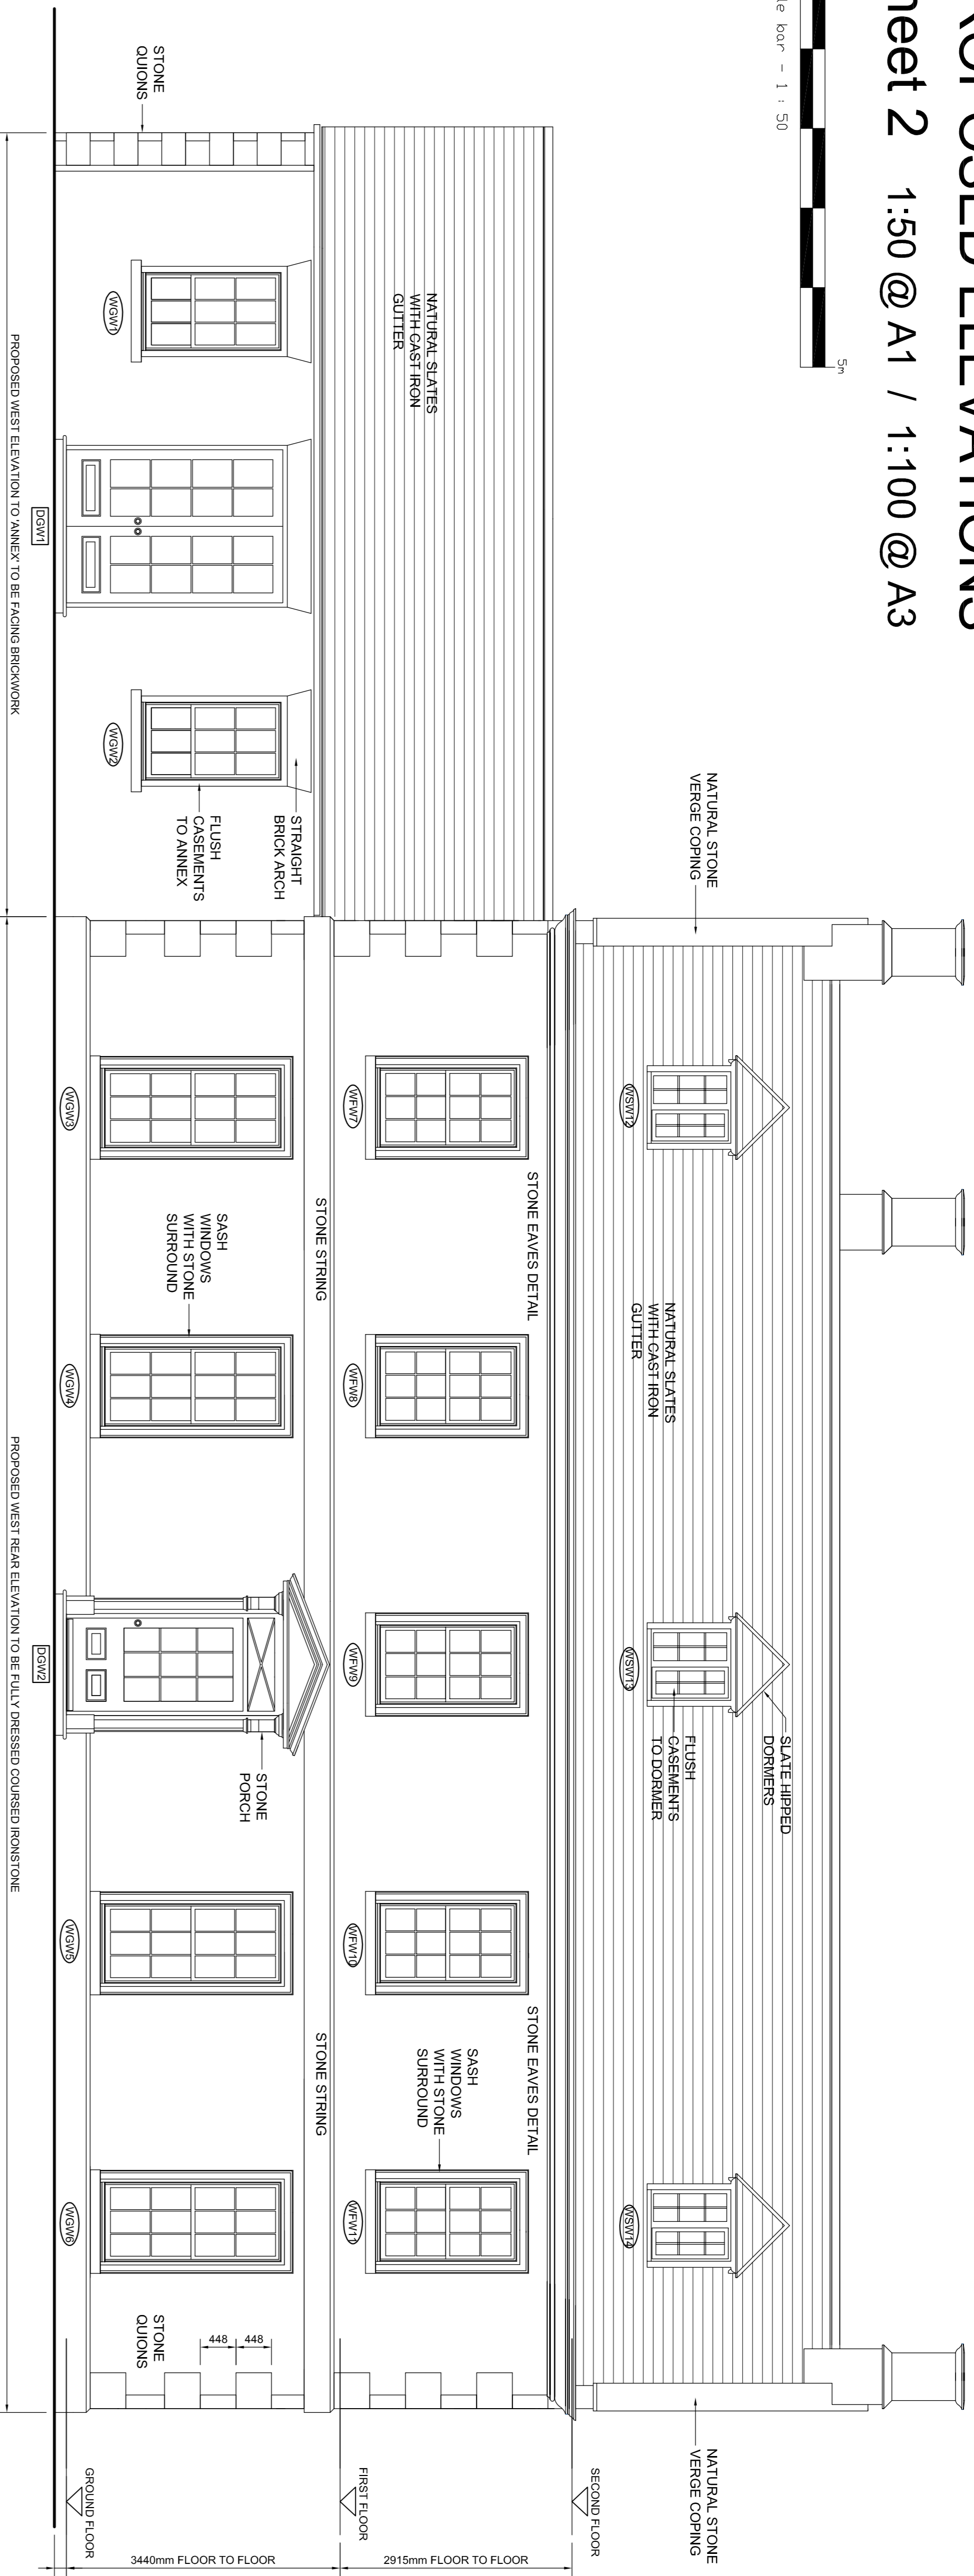 ROPOSED ELEVATIONS
heet 2 1:50 @ A1 / 1:100 @ A3
5m
le bar - 1 : 50
NATURAL STONE
VERGE COPING
NATURAL STONE
VERGE COPING
SLATE HIPPED
DORMERS
FLUSH
CASEMENTS
TO DORMER
NATURAL SLATES
WITH CAST IRON
GUTTER
WSW12
WSW13
WSW14
SECOND FLOOR
STONE EAVES DETAIL
STONE EAVES DETAIL
NATURAL SLATES
WITH CAST IRON
GUTTER
SASH
WINDOWS
WITH STONE
SURROUND
2915mm FLOOR TO FLOOR
WFW7
WFW8
WFW9
WFW10
WFW11
FIRST FLOOR
STONE STRING
STONE STRING
STRAIGHT
BRICK ARCH
FLUSH
CASEMENTS
TO ANNEX
SASH
WINDOWS
WITH STONE
SURROUND
STONE
PORCH
448
448
STONE
QUIONS
STONE
QUIONS
3440mm FLOOR TO FLOOR
WGW1
WGW2
WGW3
WGW4
WGW5
WGW6
GROUND FLOOR
DGW1
DGW2
PROPOSED WEST ELEVATION TO 'ANNEX' TO BE FACING BRICKWORK
PROPOSED WEST REAR ELEVATION TO BE FULLY DRESSED COURSED IRONSTONE